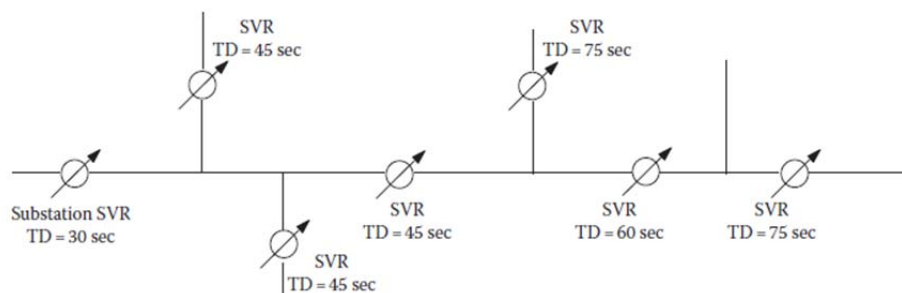 SVR
TD = 45 sec
SVR
TD = 75 sec
Substation SVR
TD = 30 sec
SVR
TD = 45 sec
SVR
TD = 45 sec
SVR
TD = 60 sec
SVR
TD = 75 sec